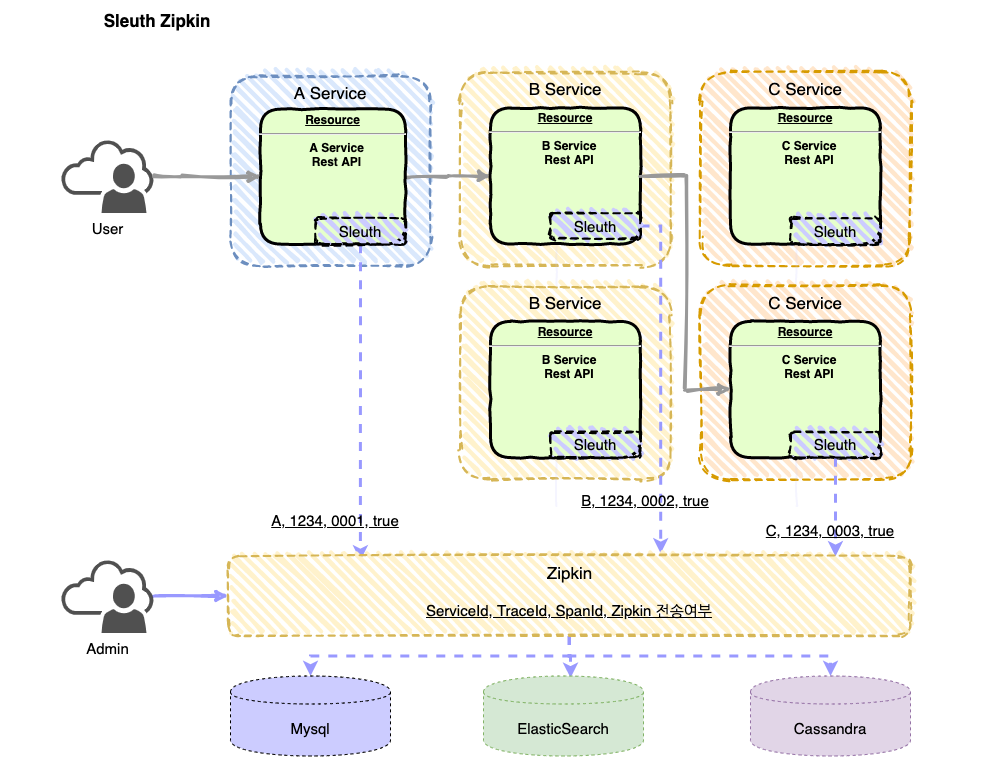 Sleuth Zipkin
A Service
Resource
A Service
Rest API
Sleuth
B Service
Resource
B Service
Rest API
Sleuth
C Service
Resource
C Service
Rest API
Sleuth
User
B Service
Resource
B Service
Rest API
Sleuth
C Service
Resource
C Service
Rest API
Sleuth
A, 1234, 0001, true
B, 1234, 0002, true
C, 1234, 0003, true
Zipkin
ServiceId, TraceId, SpanId, Zipkin 전송여부
Admin
Mysql
ElasticSearch
Cassandra